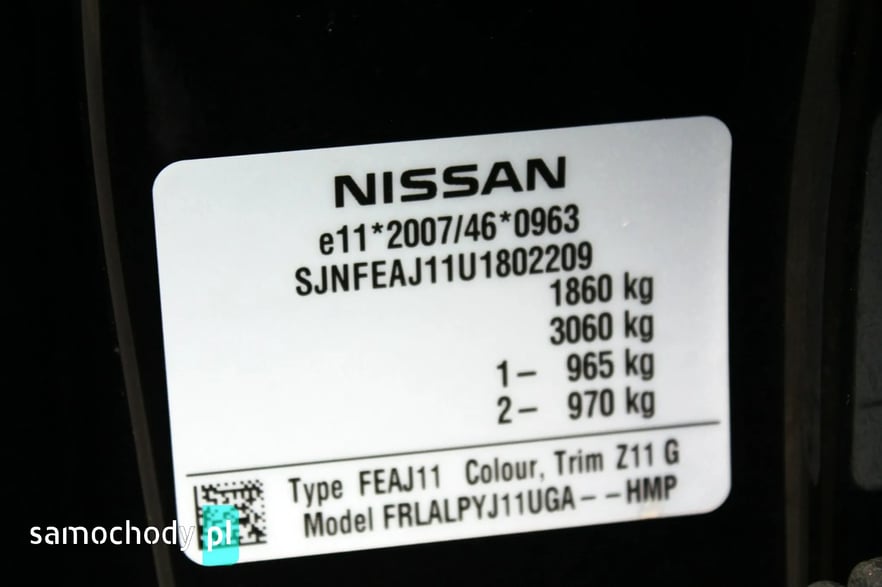 NISSAN
e11*2007/46*0963
SJNFEAJ11U1802209
1860 kg
3060 kg
1– 965 kg
2– 970 kg
Type FEAJ11 Colour, Trim Z11 G
Model FRLALPYJ11UGA– –HMP
samochody pl